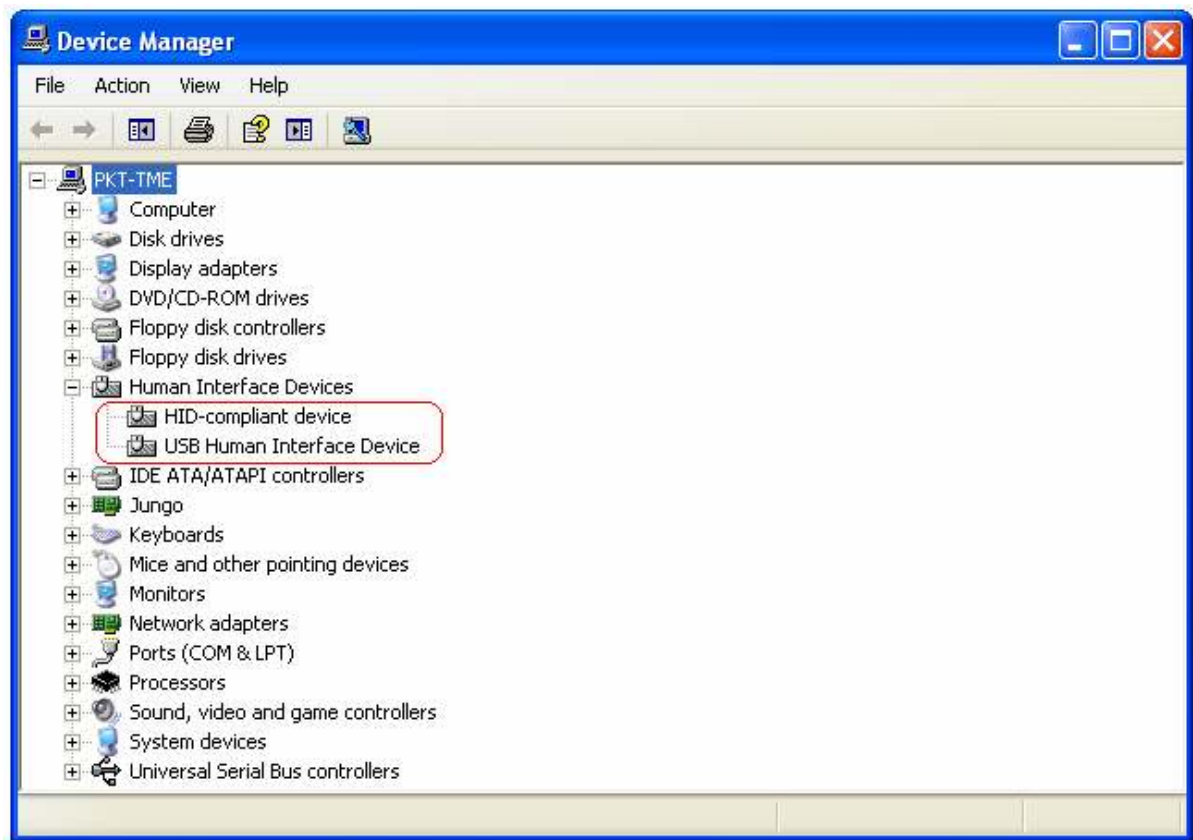 Device Manager
File Action View Help
PKT-TME
Computer
Disk drives
Display adapters
DVD/CD-ROM drives
Floppy disk controllers
Floppy disk drives
Human Interface Devices
HID-compliant device
USB Human Interface Device
IDE ATA/ATAPI controllers
Jungo
Keyboards
Mice and other pointing devices
Monitors
Network adapters
Ports (COM & LPT)
Processors
Sound, video and game controllers
System devices
Universal Serial Bus controllers